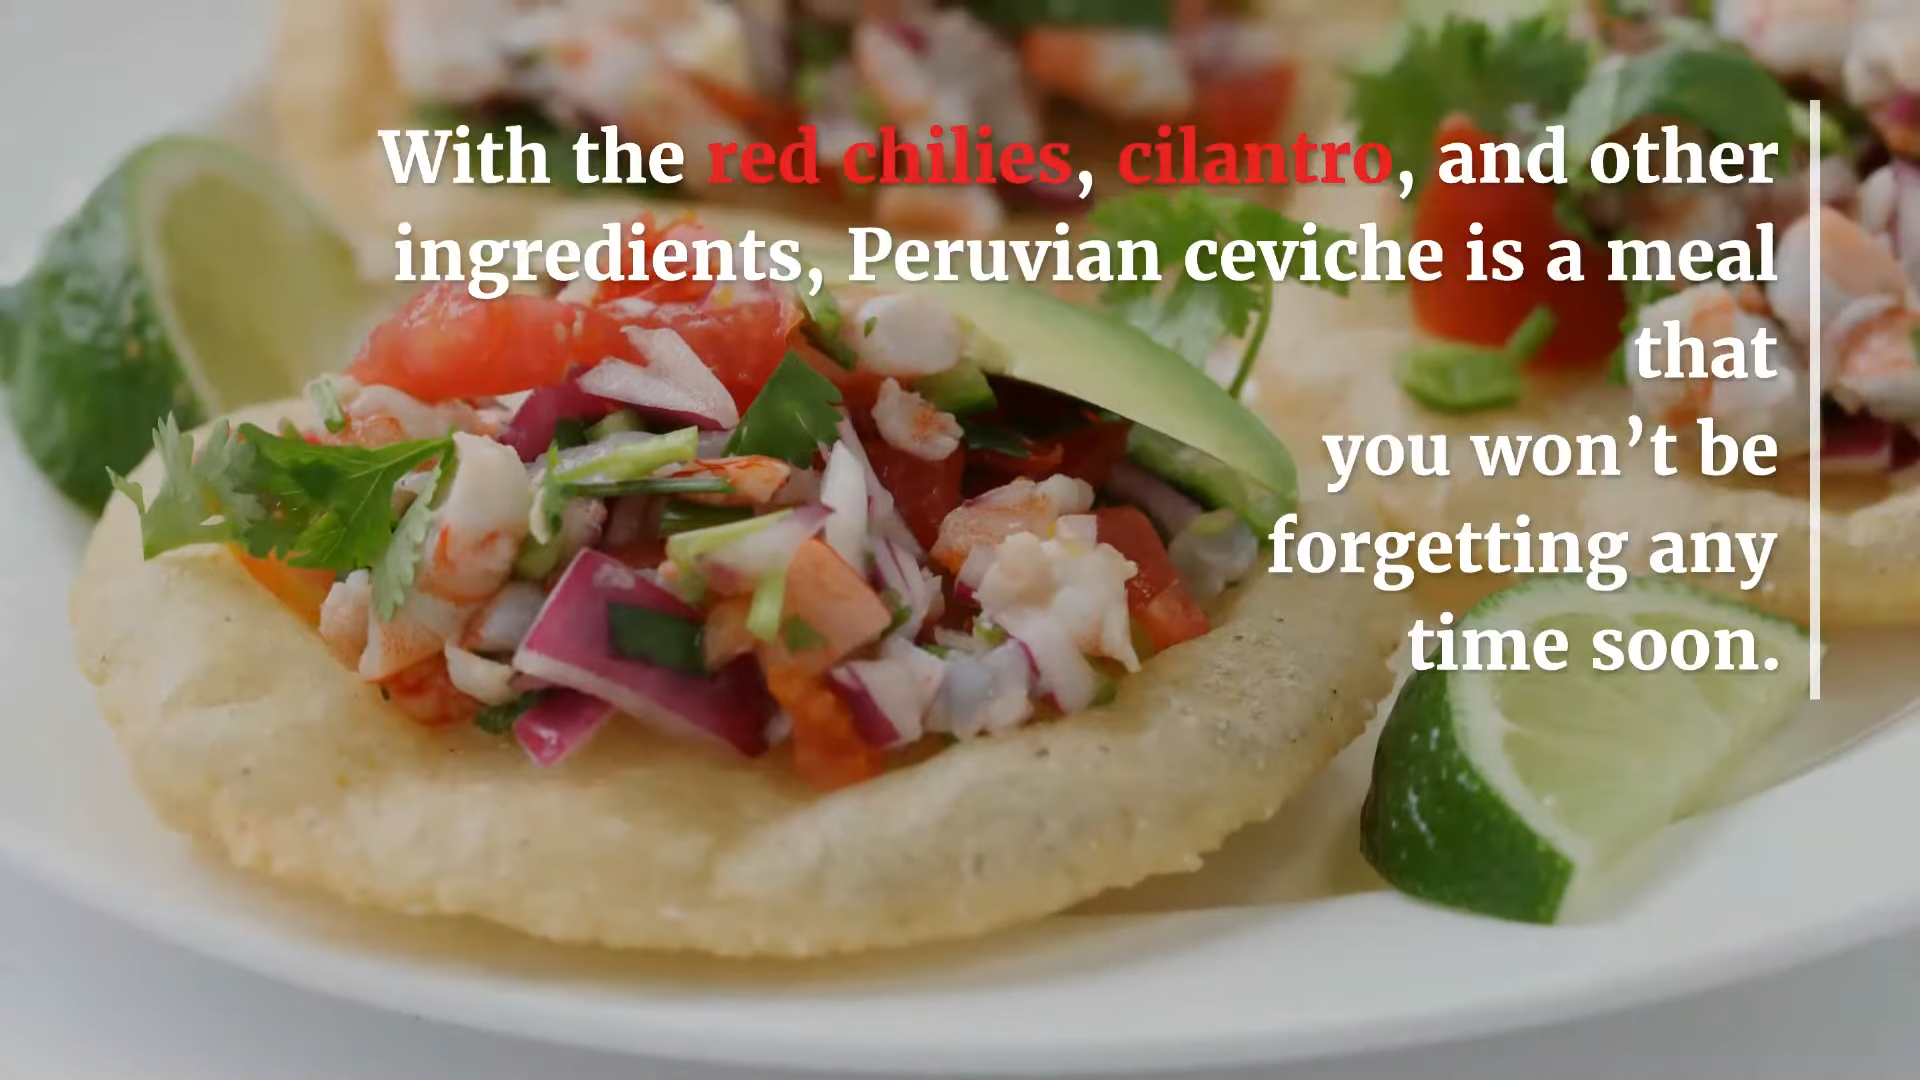 With the red chilies, cilantro, and other
ingredients, Peruvian ceviche is a meal
that
you won’t be
forgetting any
time soon.